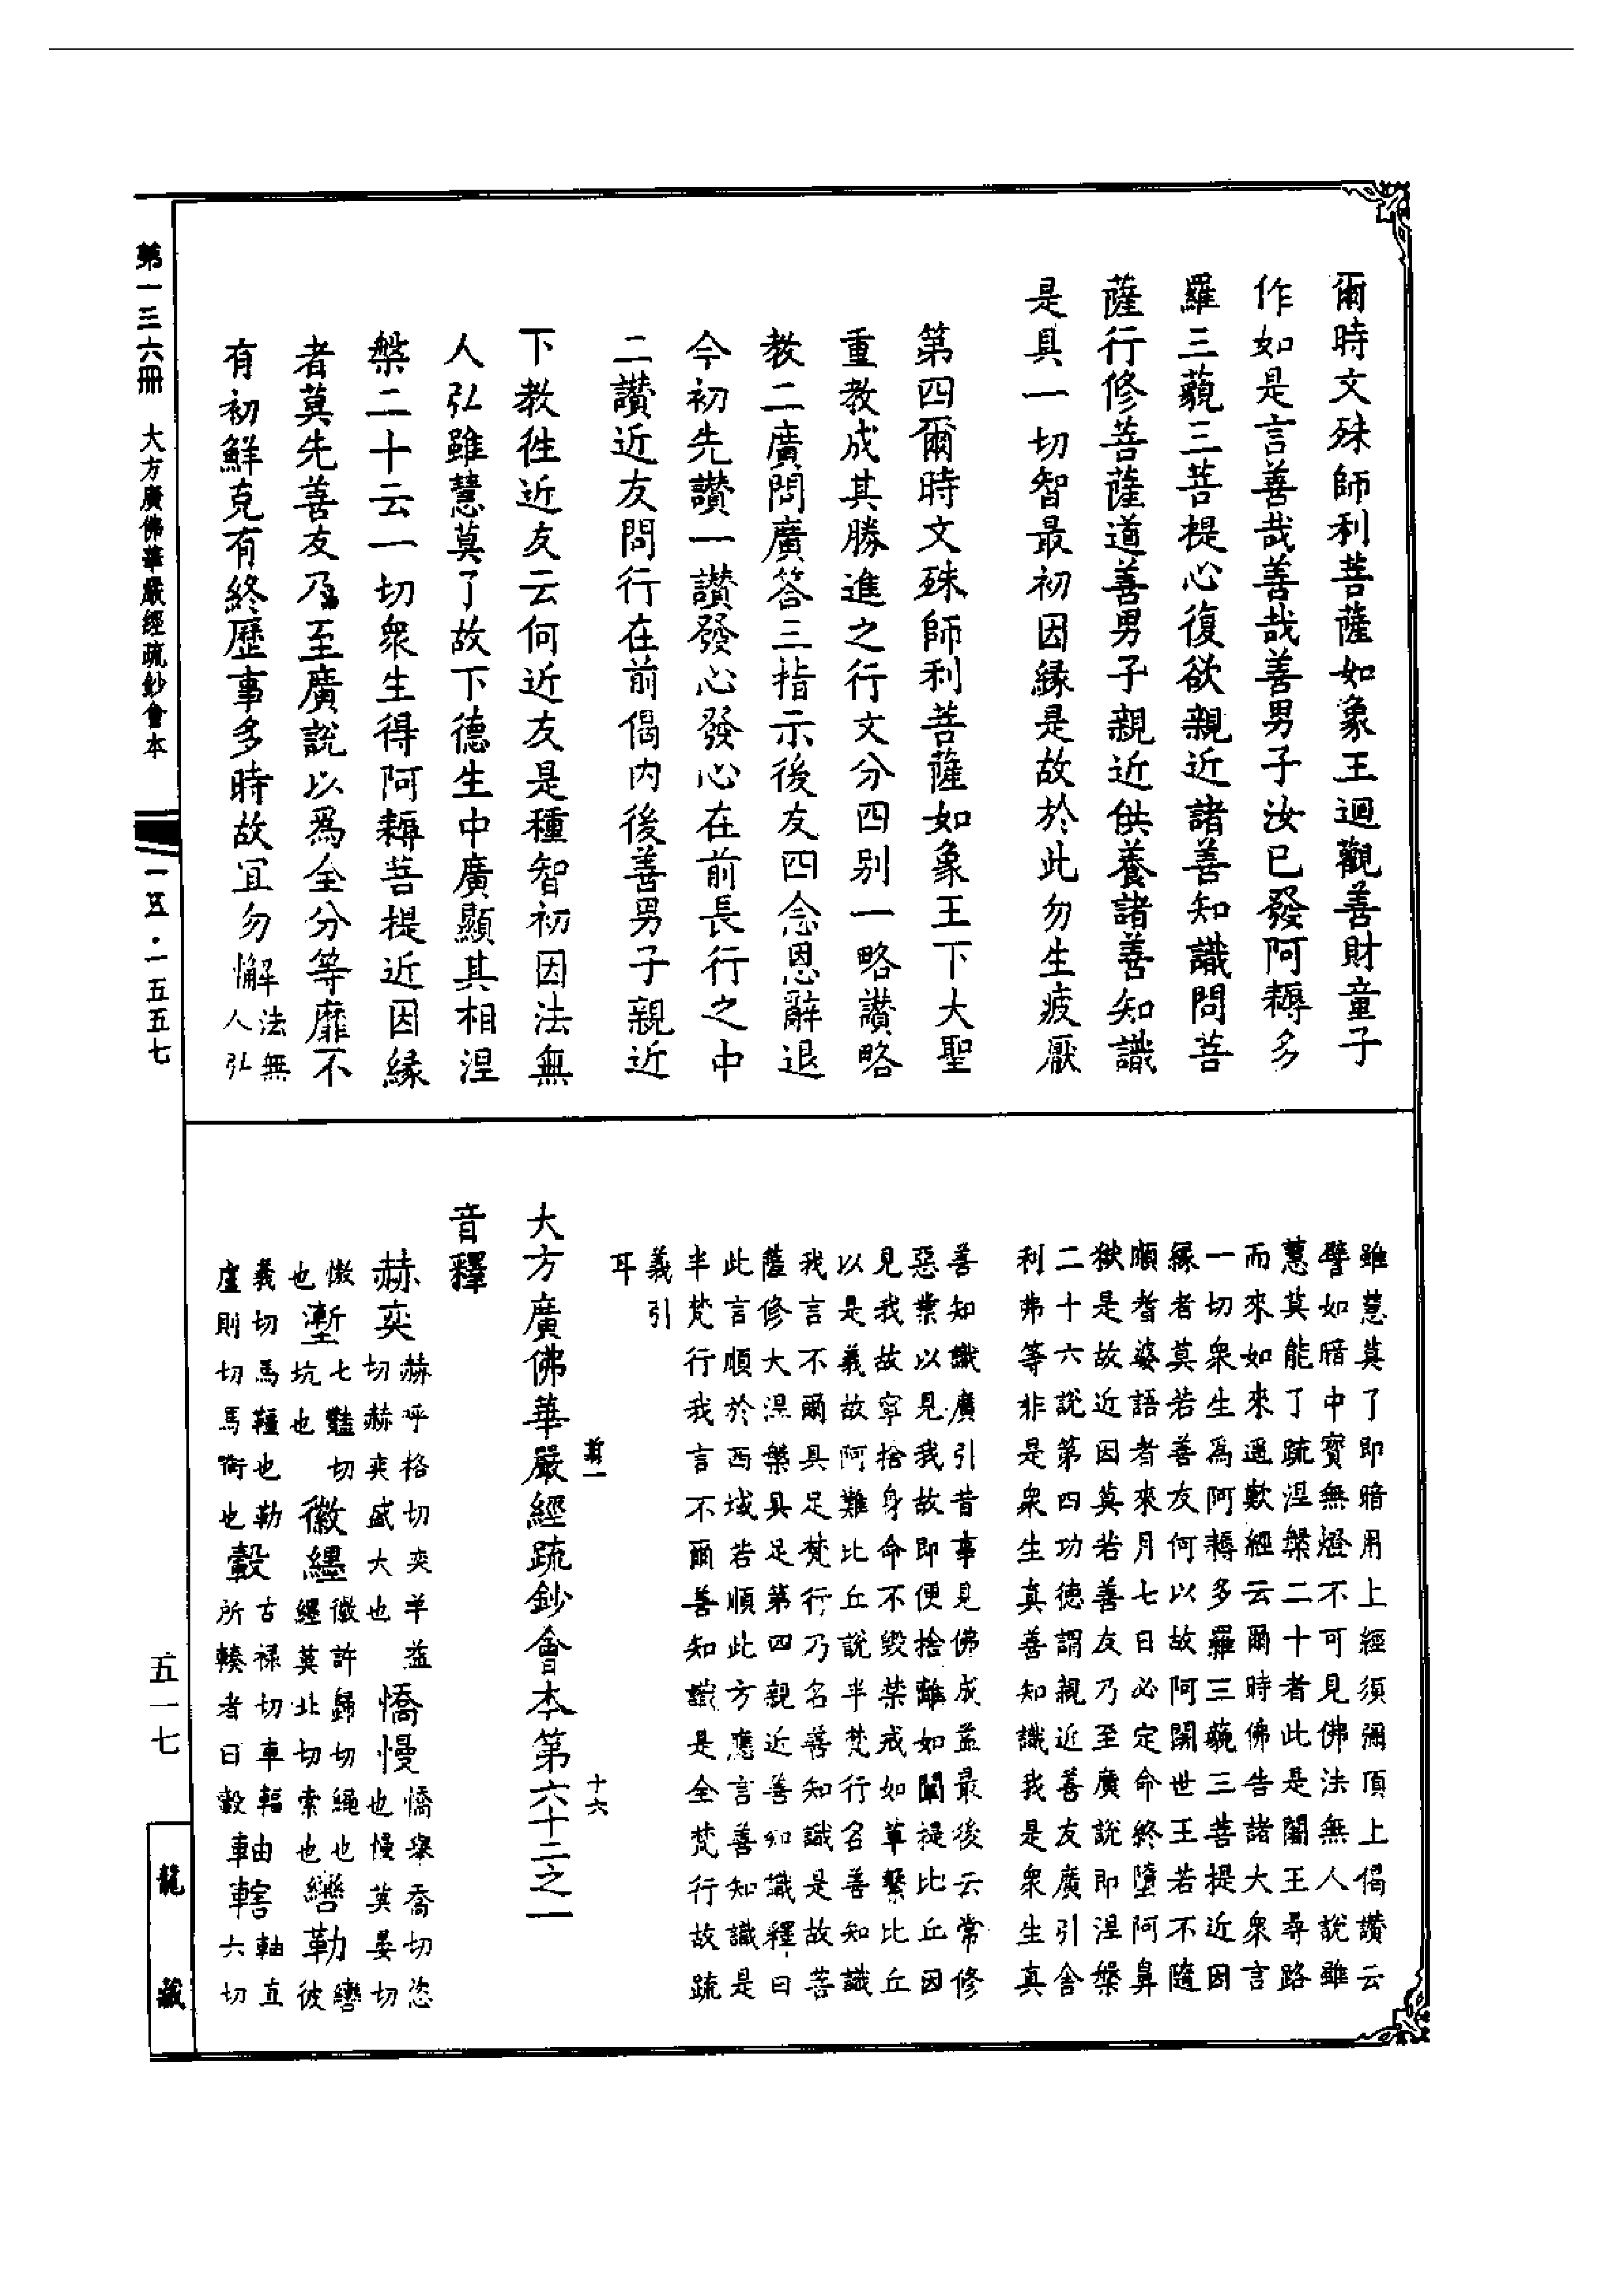 爾時文殊師利菩薩如象王迴觀善財童子
作如是言善哉善哉善男子汝已發阿耨多
羅三藐三菩提心復欲親近諸善知識問菩
薩行修菩薩道善男子親近供養諸善知識
是具一切智最初因緣是故於此勿生疲厭
第四爾時文殊師利菩薩如象王下大聖
重教成其勝進之行文分四別一略讚略
教二廣問廣答三指示後友四念恩辭退
今初先讚一讚發心發心在前長行之中
二讚近友問行在前偈內後善男子親近
下教徃近友云何近友是種智初因法無
人弘雖慧莫了故下德生中廣顯其相涅
槃二十云一切眾生得阿耨菩提近因緣
者莫先善友乃至廣說以為全分等靡不
有初鮮克有終歷事多時故宜勿懈法無
人弘
雖慧莫了即暗用上經須彌頂上偈讚云
譬如暗中寶無燈不可見佛法無人說雖
慧莫能了疏涅槃二十者此是闍王尋路
而來如來遥歎經云爾時佛告諸大眾言
一切眾生為阿耨多羅三藐三菩提近因
緣者莫若善友何以故阿闍世王若不隨
順耆婆語者來月七日必定命終墮阿鼻
獄是故近因莫若善友乃至廣說即涅槃
二十六說第四功德謂親近善友廣引舍
利弗等非是眾生真善知識我是眾生真
善知識廣引昔事見佛成益最後云常修
惡業以見我故即便捨離如闡提比丘因
見我故寧捨身命不毀禁戒如草繫比丘
以是義故阿難比丘說半梵行名善知識
我言不爾具足梵行乃名善知識是故菩
薩修大涅槃具足第四親近善知識釋曰
此言順於西域若順此方應言善知識是
半梵行我言不爾善知識是全梵行故疏
義引
耳
大方廣佛華嚴經疏鈔會本第六十二之一
十六
音釋
赫奕赫呼格切奕羊益
切赫奕盛大也
憍慢憍舉喬切恣
也慢莫晏切
慠也
塹七豔切
坑也
徽纆徽許歸切繩也
纆莫北切索也
轡勒轡彼
義切馬韁也勒
盧則切馬銜也
轂古祿切車輻
所輳者曰轂
轄車軸直
六切
第一三六冊　大方廣佛華嚴經疏鈔會本
一五·一五五七
五一七
龍藏